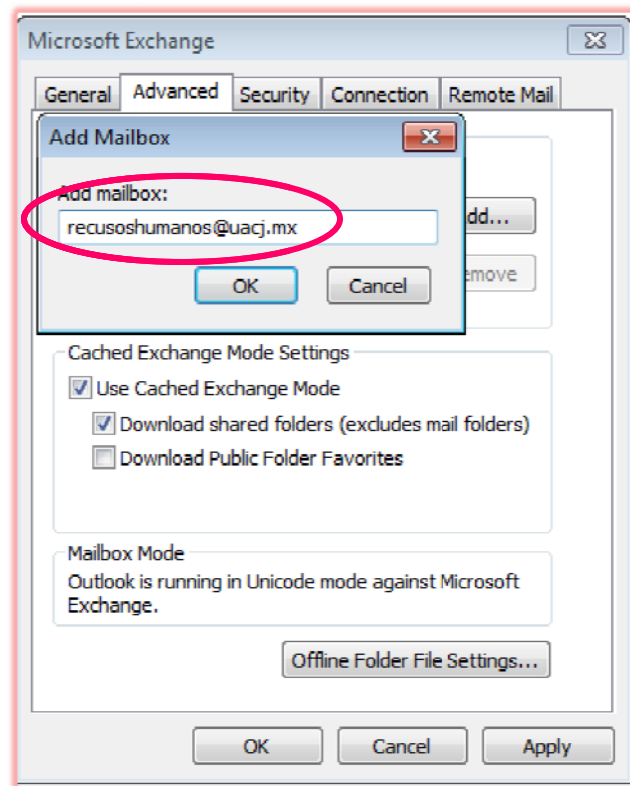 Microsoft Exchange
General Advanced Security Connection Remote Mail
Add Mailbox
Add mailbox:
recusoshumanos@uacj.mx
OK Cancel
Cached Exchange Mode Settings
Use Cached Exchange Mode
Download shared folders (excludes mail folders)
Download Public Folder Favorites
Mailbox Mode
Outlook is running in Unicode mode against Microsoft
Exchange.
Offline Folder File Settings...
OK Cancel Apply